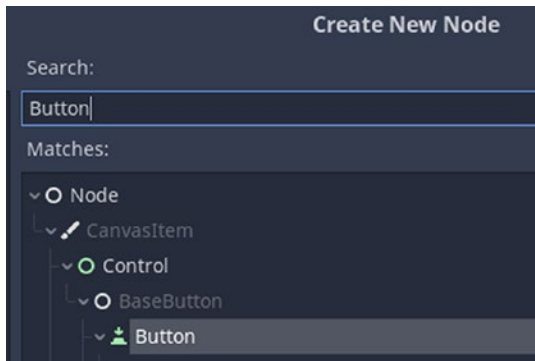 Create New Node
Search:
Button
Matches:
Node
CanvasItem
Control
BaseButton
Button